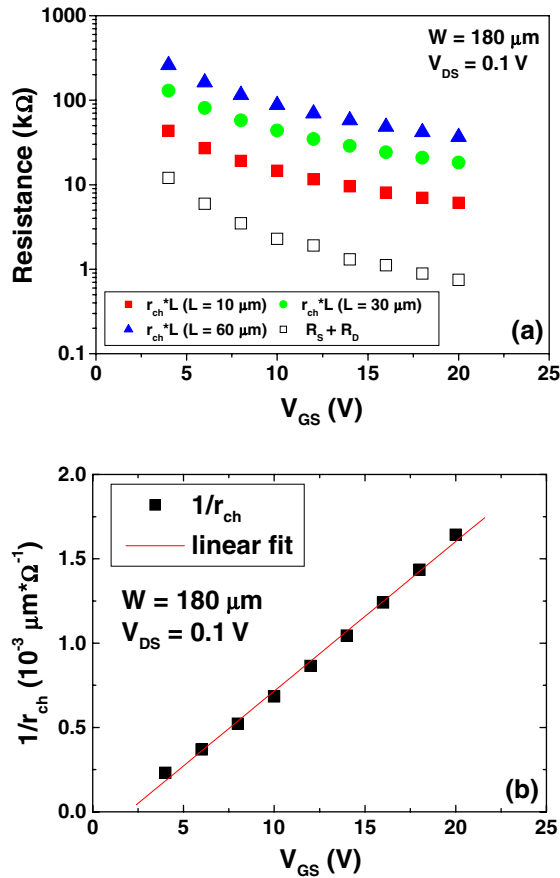 1000
100
10
1
0.1
Resistance (kΩ)
W = 180 μm
V_DS = 0.1 V
r_ch*L (L = 10 μm) r_ch*L (L = 30 μm)
r_ch*L (L = 60 μm) R_S + R_D
(a)
0 5 10 15 20 25
V_GS (V)
2.0
1.5
1.0
0.5
0.0
1/r_ch (10^-3 μm*Ω^-1)
1/r_ch
linear fit
W = 180 μm
V_DS = 0.1 V
(b)
0 5 10 15 20 25
V_GS (V)